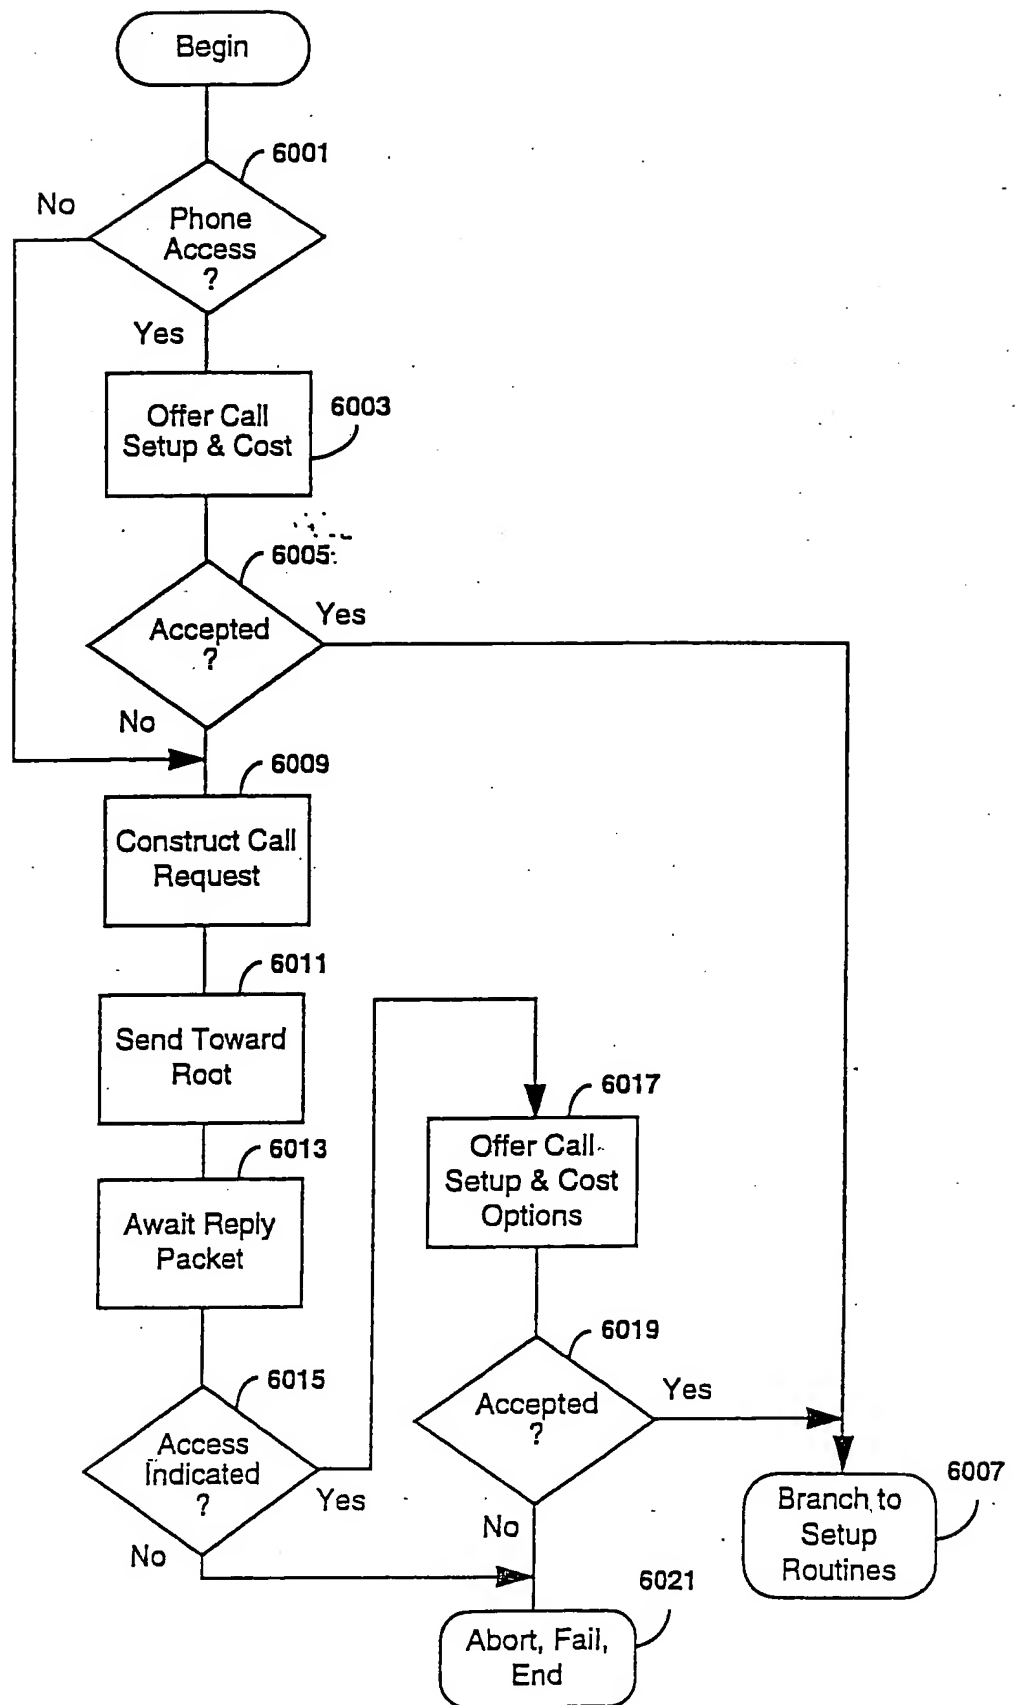 Begin
6001
No
Phone
Access
?
Yes
6003
Offer Call
Setup & Cost
6005
Yes
Accepted
?
No
6009
Construct Call
Request
6011
Send Toward
Root
6017
Offer Call
Setup & Cost
Options
6013
Await Reply
Packet
6019
Accepted
?
Yes
6015
Access
Indicated
?
Yes
No
No
6007
Branch to
Setup
Routines
6021
Abort, Fail,
End